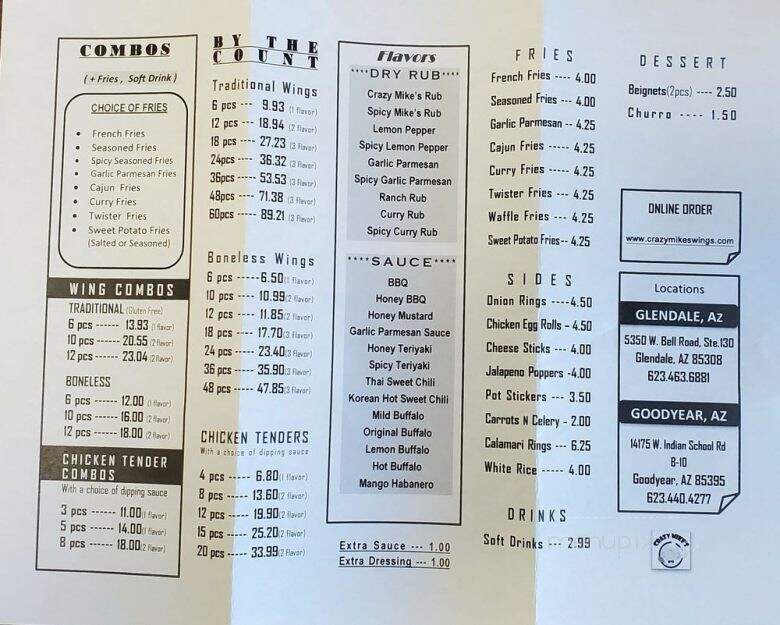 COMBOS
( + Fries , Soft Drink )
CHOICE OF FRIES
• French Fries
• Seasoned Fries
• Spicy Seasoned Fries
• Garlic Parmesan Fries
• Cajun Fries
• Curry Fries
• Twister Fries
• Sweet Potato Fries
(Salted or Seasoned)
WING COMBOS
TRADITIONAL (Gluten Free)
6 pcs ------ 13.93 (1 flavor)
10 pcs ------ 20.55 (2 flavor)
12 pcs ------ 23.04 (2 flavor)
BONELESS
6 pcs ------ 12.00 (1 flavor)
10 pcs ------ 16.00 (2 flavor)
12 pcs ------ 18.00 (2 flavor)
CHICKEN TENDER
COMBOS
With a choice of dipping sauce
3 pcs ------ 11.00 (1 flavor)
5 pcs ------ 14.00 (1 flavor)
8 pcs ------ 18.00 (2 flavor)
BY THE
COUNT
Traditional Wings
6 pcs ---- 9.93 (1 flavor)
12 pcs ---- 18.94 (2 flavor)
18 pcs ---- 27.23 (3 flavor)
24pcs ---- 36.32 (3 flavor)
36pcs ---- 53.53 (3 flavor)
48pcs ---- 71.38 (3 Flavor)
60pcs ---- 89.21 (3 Flavor)
Boneless Wings
6 pcs -----6.50 (1 flavor)
10 pcs ---- 10.99 (2 flavor)
12 pcs ---- 11.85 (2 flavor)
18 pcs ---- 17.70 (3 flavor)
24 pcs ---- 23.40 (3 flavor)
36 pcs ---- 35.90 (3 flavor)
48 pcs ---- 47.85 (3 flavor)
CHICKEN TENDERS
With a choice of dipping sauce
4 pcs ----- 6.80 (1 flavor)
8 pcs ----- 13.60 (2 flavor)
12 pcs ----- 19.90 (2 flavor)
15 pcs ----- 25.20 (2 flavor)
20 pcs ----- 33.99 (2 flavor)
Flavors
****DRY RUB****
Crazy Mike's Rub
Spicy Mike's Rub
Lemon Pepper
Spicy Lemon Pepper
Garlic Parmesan
Spicy Garlic Parmesan
Ranch Rub
Curry Rub
Spicy Curry Rub
****SAUCE****
BBQ
Honey BBQ
Honey Mustard
Garlic Parmesan Sauce
Honey Teriyaki
Spicy Teriyaki
Thai Sweet Chili
Korean Hot Sweet Chili
Mild Buffalo
Original Buffalo
Lemon Buffalo
Hot Buffalo
Mango Habanero
Extra Sauce --- 1.00
Extra Dressing --- 1.00
FRIES
French Fries ---- 4.00
Seasoned Fries --- 4.00
Garlic Parmesan -- 4.25
Cajun Fries ---- 4.25
Curry Fries ---- 4.25
Twister Fries --- 4.25
Waffle Fries --- 4.25
Sweet Potato Fries-- 4.25
SIDES
Onion Rings ----4.50
Chicken Egg Rolls - 4.50
Cheese Sticks --- 4.00
Jalapeno Poppers -4.00
Pot Stickers --- 3.50
Carrots N Celery - 2.00
Calamari Rings --- 6.25
White Rice ----- 4.00
DRINKS
Soft Drinks --- 2.99
DESSERT
Beignets(2pcs) ---- 2.50
Churro ---- 1.50
ONLINE ORDER
www.crazymikeswings.com
Locations
GLENDALE, AZ
5350 W. Bell Road, Ste.130
Glendale, AZ 85308
623.463.6881
GOODYEAR, AZ
14175 W. Indian School Rd
B-10
Goodyear, AZ 85395
623.440.4277
CRAZY MIKE'S